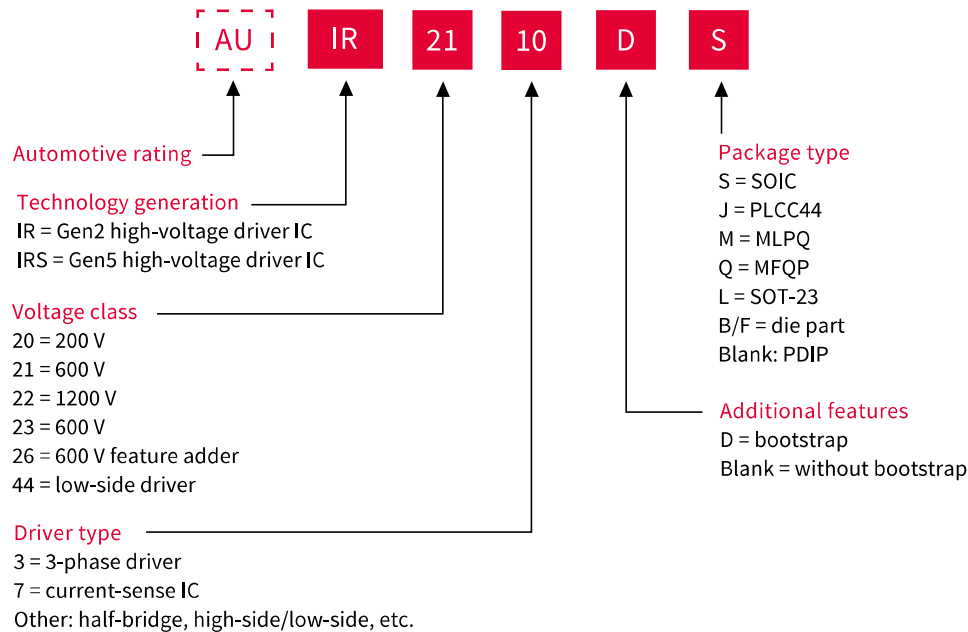 AU IR 21 10 D S
Automotive rating
Technology generation
IR = Gen2 high-voltage driver IC
IRS = Gen5 high-voltage driver IC
Voltage class
20 = 200 V
21 = 600 V
22 = 1200 V
23 = 600 V
26 = 600 V feature adder
44 = low-side driver
Driver type
3 = 3-phase driver
7 = current-sense IC
Other: half-bridge, high-side/low-side, etc.
Package type
S = SOIC
J = PLCC44
M = MLPQ
Q = MFQP
L = SOT-23
B/F = die part
Blank: PDIP
Additional features
D = bootstrap
Blank = without bootstrap